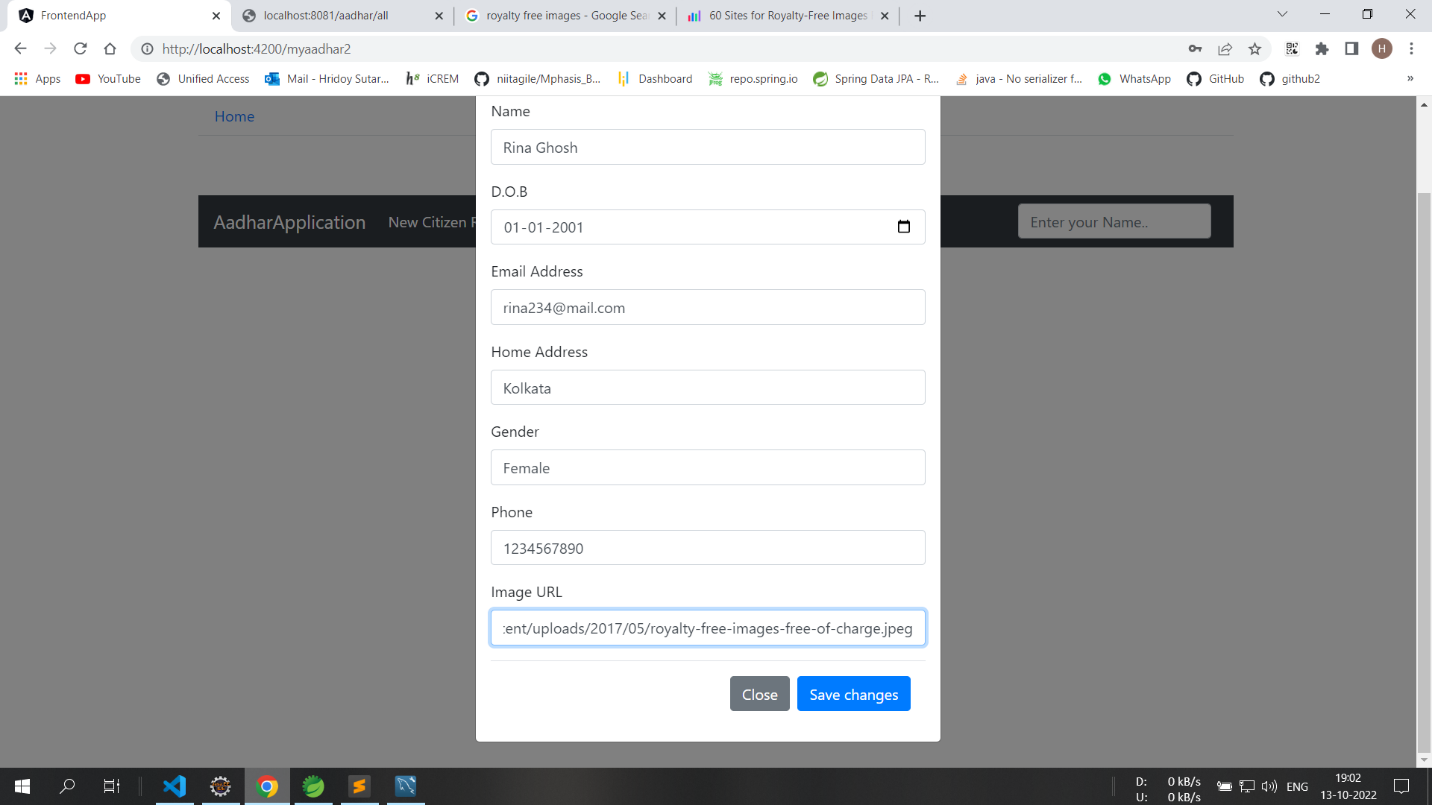 FrontendApp
localhost:8081/aadhar/all
royalty free images - Google Sea
60 Sites for Royalty-Free Images
http://localhost:4200/myaadhar2
H
Apps YouTube Unified Access Mail - Hridoy Sutar... iCREM niitagile/Mphasis_B... Dashboard repo.spring.io Spring Data JPA - R... java - No serializer f... WhatsApp GitHub github2 »
Home
AadharApplication New Citizen Enter your Name..
Name
Rina Ghosh
D.O.B
01-01-2001
Email Address
rina234@mail.com
Home Address
Kolkata
Gender
Female
Phone
1234567890
Image URL
ent/uploads/2017/05/royalty-free-images-free-of-charge.jpeg
Close Save changes
D: 0 kB/s
U: 0 kB/s
ENG
19:02
13-10-2022